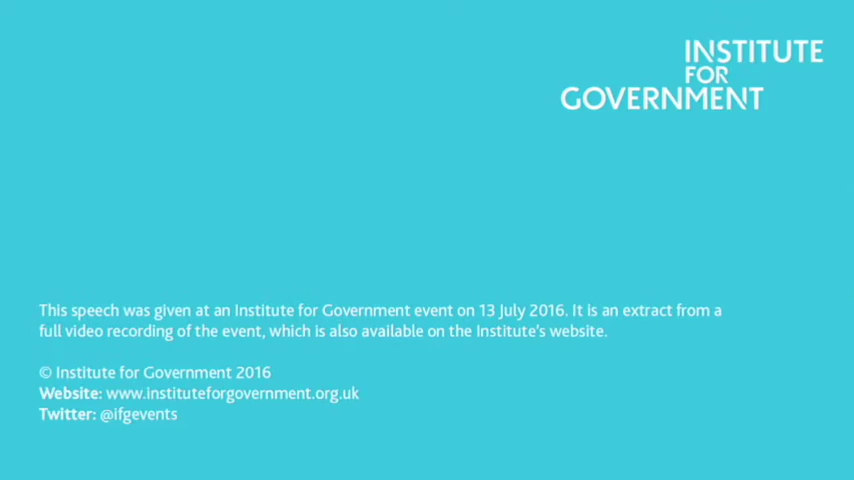 INSTITUTE
FOR
GOVERNMENT
This speech was given at an Institute for Government event on 13 July 2016. It is an extract from a
full video recording of the event, which is also available on the Institute's website.
© Institute for Government 2016
Website: www.instituteforgovernment.org.uk
Twitter: @ifgevents